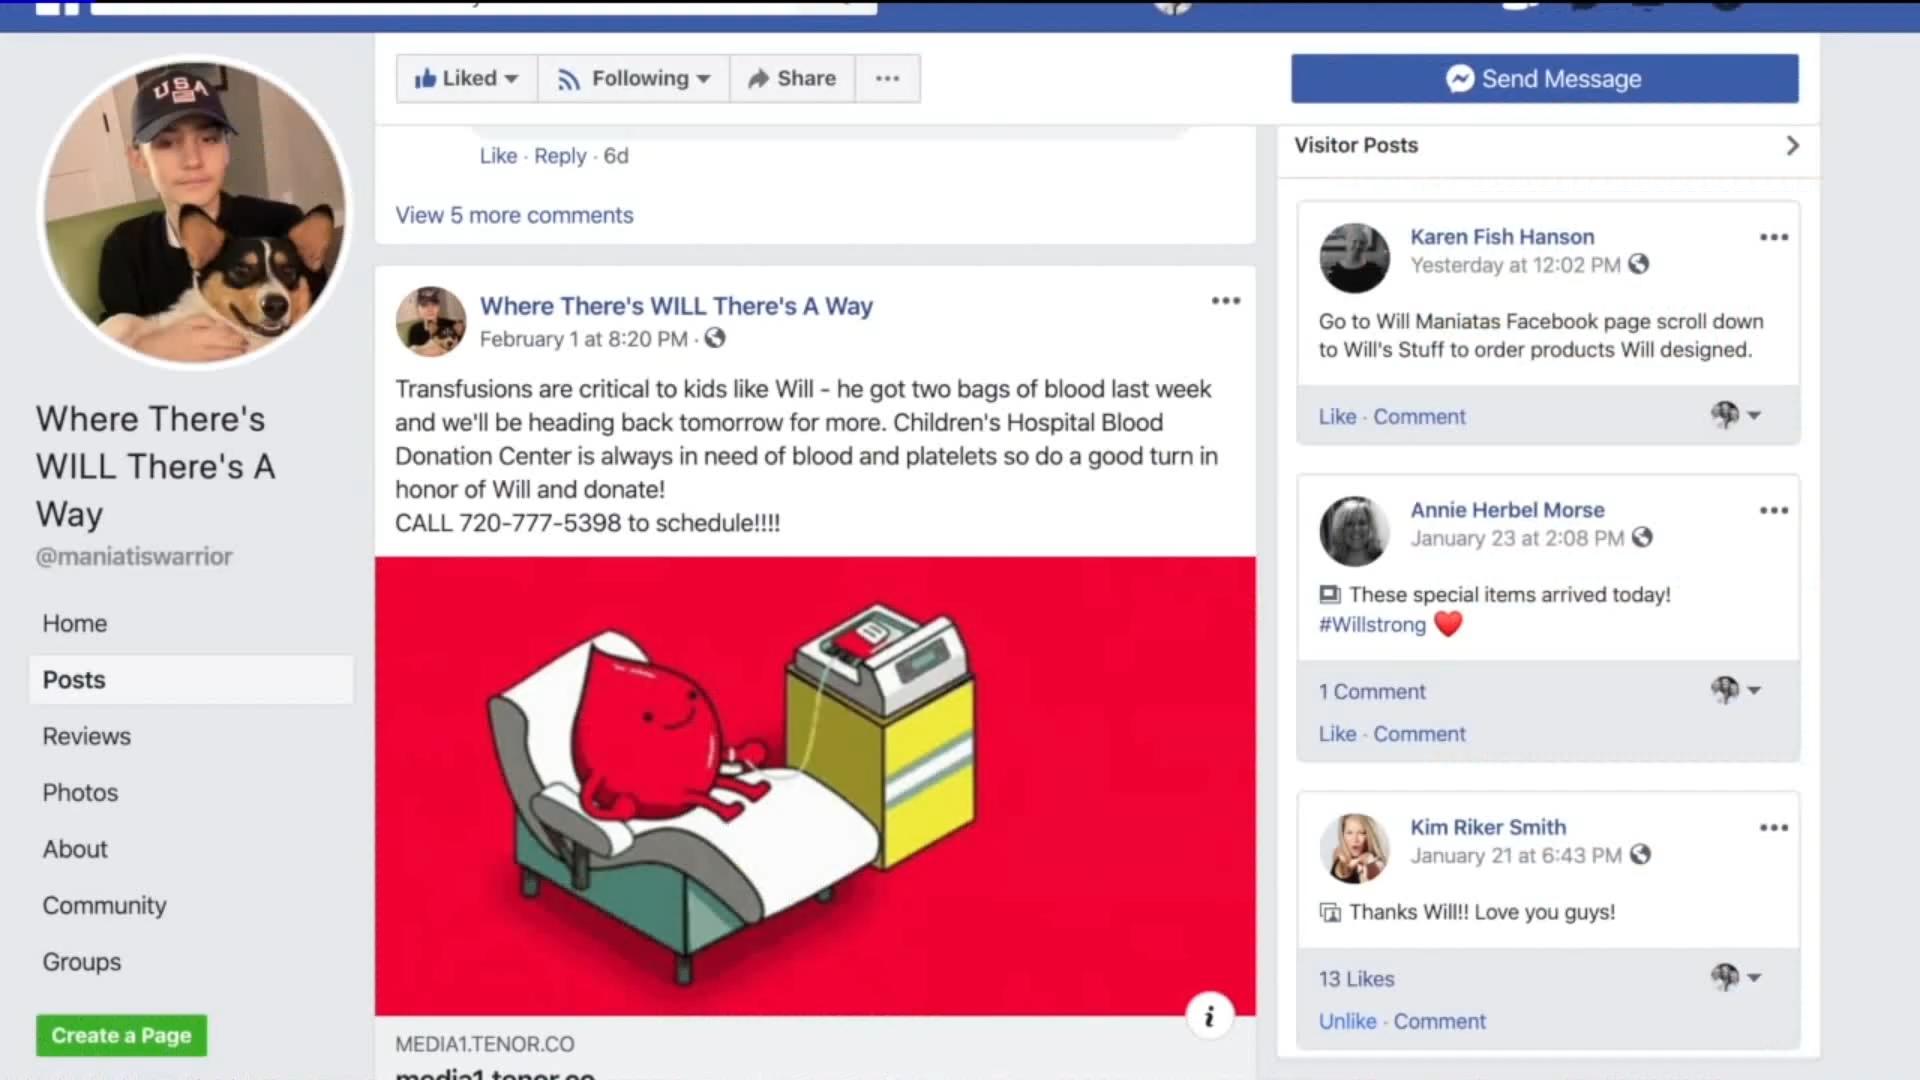 USA
Where There's
WILL There's A
Way
@maniatiswarrior
Home
Posts
Reviews
Photos
About
Community
Groups
Create a Page
Liked
Following
Share
Like · Reply · 6d
View 5 more comments
Where There's WILL There's A Way
February 1 at 8:20 PM ·
Transfusions are critical to kids like Will - he got two bags of blood last week
and we'll be heading back tomorrow for more. Children's Hospital Blood
Donation Center is always in need of blood and platelets so do a good turn in
honor of Will and donate!
CALL 720-777-5398 to schedule!!!!
i
MEDIA1.TENOR.CO
media1.tenor.co
Send Message
Visitor Posts
Karen Fish Hanson
Yesterday at 12:02 PM
Go to Will Maniatas Facebook page scroll down
to Will's Stuff to order products Will designed.
Like · Comment
Annie Herbel Morse
January 23 at 2:08 PM
These special items arrived today!
#Willstrong
1 Comment
Like · Comment
Kim Riker Smith
January 21 at 6:43 PM
Thanks Will!! Love you guys!
13 Likes
Unlike · Comment